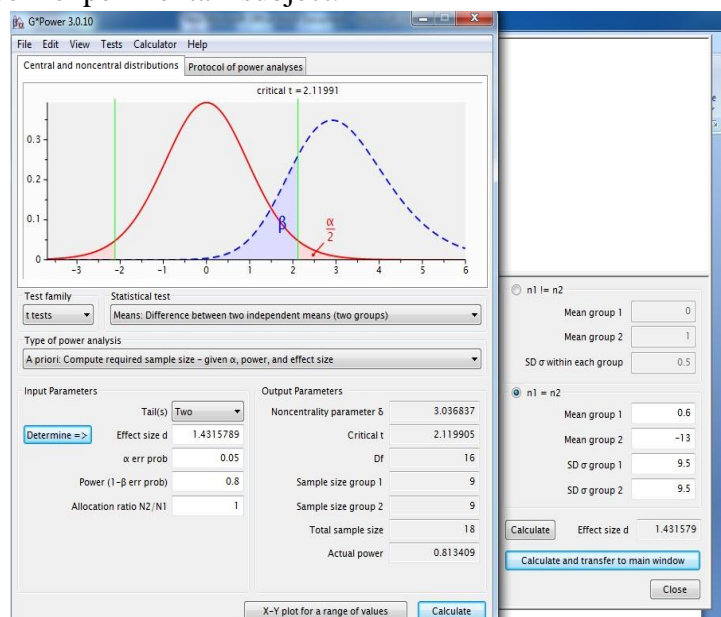 G*Power 3.0.10
File Edit View Tests Calculator Help
Central and noncentral distributions Protocol of power analyses
critical t = 2.11991
0.3
0.2
0.1
0
β
α
2
-3 -2 -1 0 1 2 3 4 5 6
Test family Statistical test
t tests Means: Difference between two independent means (two groups)
Type of power analysis
A priori: Compute required sample size - given α, power, and effect size
Input Parameters
Tail(s) Two
Determine => Effect size d 1.4315789
α err prob 0.05
Power (1-β err prob) 0.8
Allocation ratio N2/N1 1
Output Parameters
Noncentrality parameter δ 3.036837
Critical t 2.119905
Df 16
Sample size group 1 9
Sample size group 2 9
Total sample size 18
Actual power 0.813409
X-Y plot for a range of values Calculate
n1 != n2
Mean group 1 0
Mean group 2 1
SD σ within each group 0.5
n1 = n2
Mean group 1 0.6
Mean group 2 -13
SD σ group 1 9.5
SD σ group 2 9.5
Calculate Effect size d 1.431579
Calculate and transfer to main window
Close